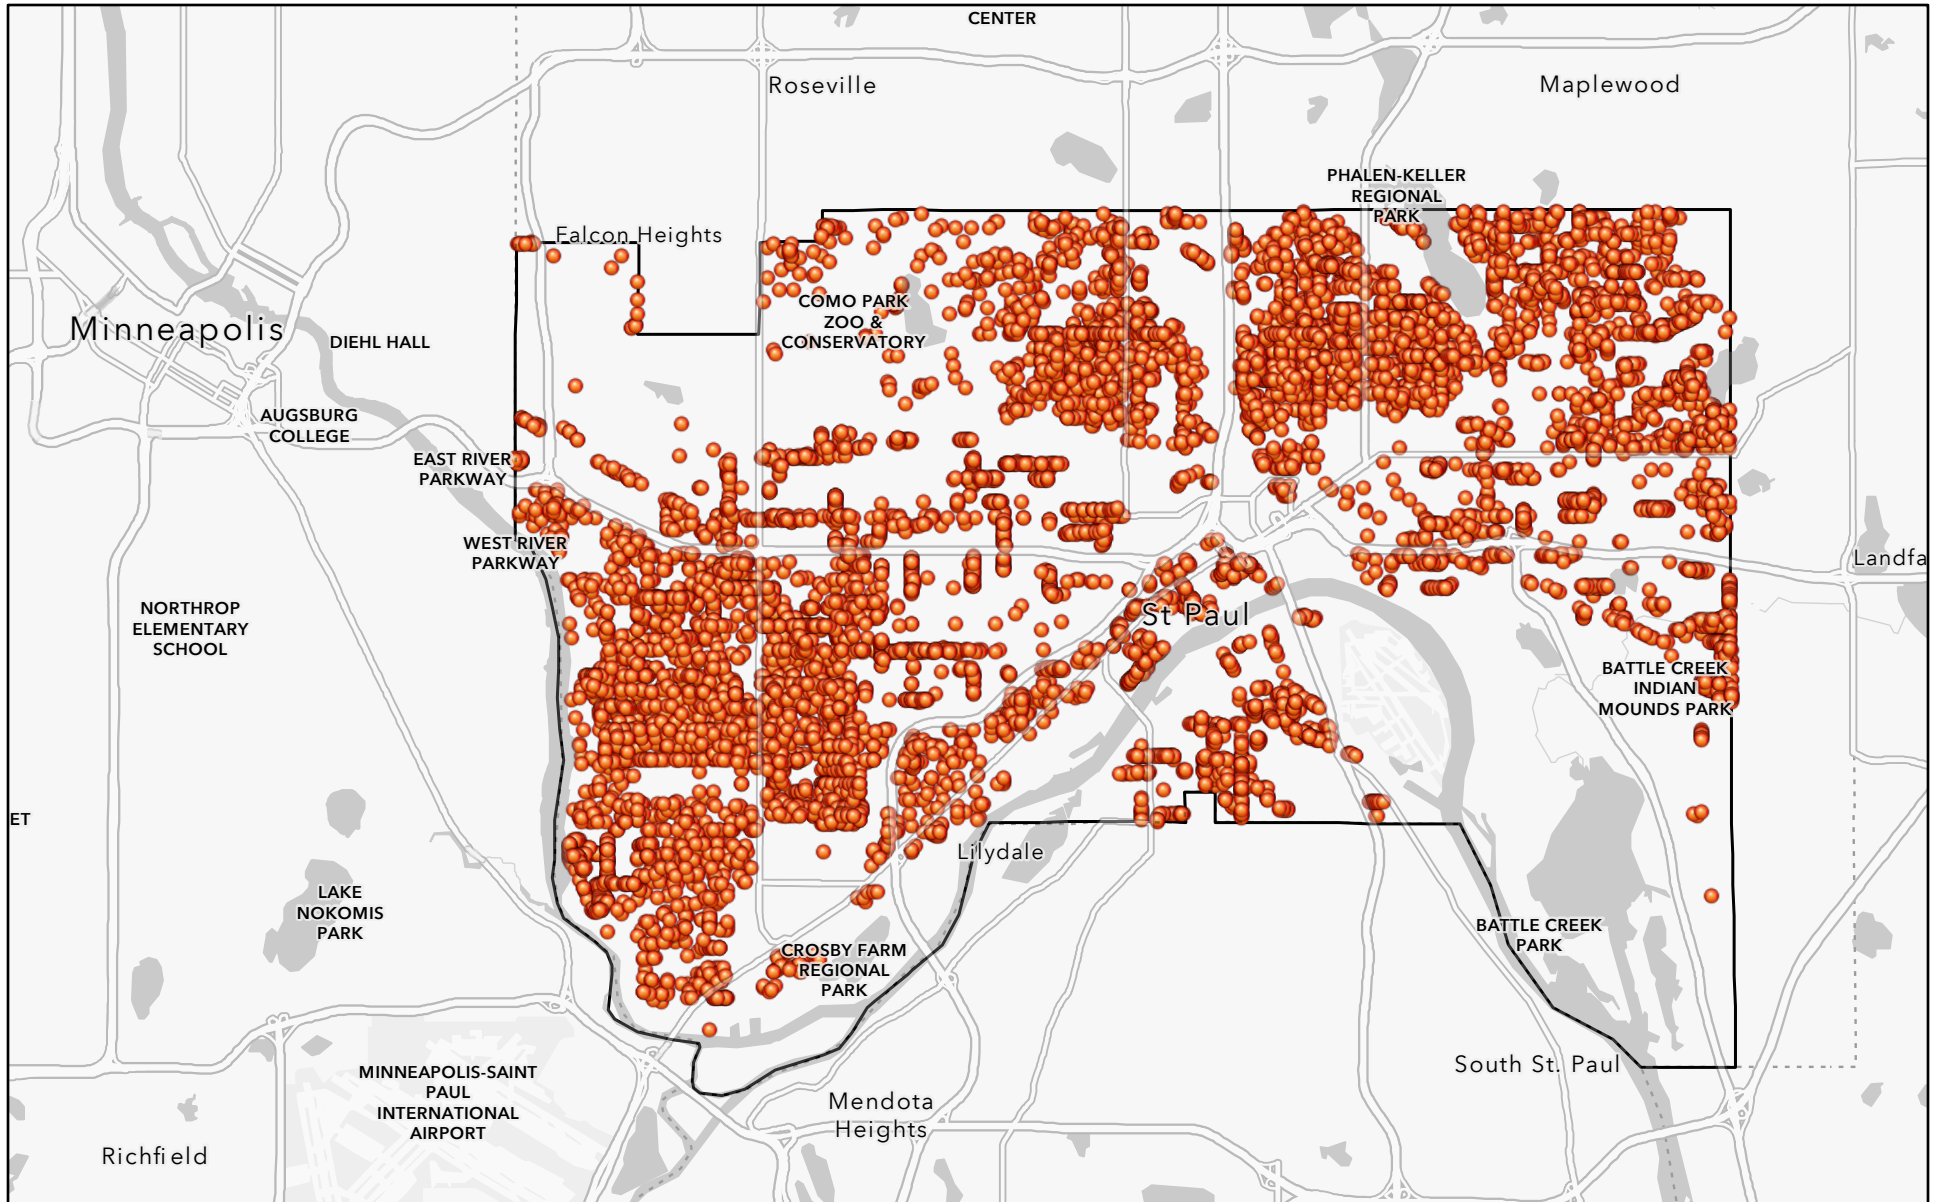 CENTER
Roseville
Maplewood
PHALEN-KELLER
REGIONAL
PARK
Falcon Heights
COMO PARK
ZOO &
CONSERVATORY
Minneapolis
DIEHL HALL
AUGSBURG
COLLEGE
EAST RIVER
PARKWAY
WEST RIVER
PARKWAY
Landfa
NORTHROP
ELEMENTARY
SCHOOL
St Paul
BATTLE CREEK
INDIAN
MOUNDS PARK
ET
Lilydale
LAKE
NOKOMIS
PARK
BATTLE CREEK
PARK
CROSBY FARM
REGIONAL
PARK
South St. Paul
MINNEAPOLIS-SAINT
PAUL
INTERNATIONAL
AIRPORT
Mendota
Heights
Richfield